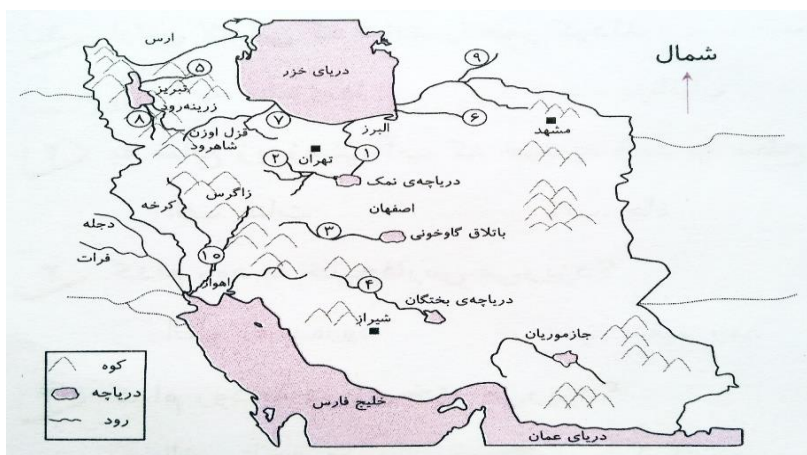 شمال
ارس
دریای خزر
۹
۵
تبریز
زرینه‌رود
۸
۷
۶
قزل اوزن
شاهرود
البرز
مشهد
تهران
۱
۲
دریاچه‌ی نمک
زاگرس
کرخه
اصفهان
۳
باتلاق گاوخونی
دجله
فرات
۱۰
اهواز
۴
دریاچه‌ی بختگان
شیراز
جازموریان
خلیج فارس
دریای عمان
کوه
دریاچه
رود